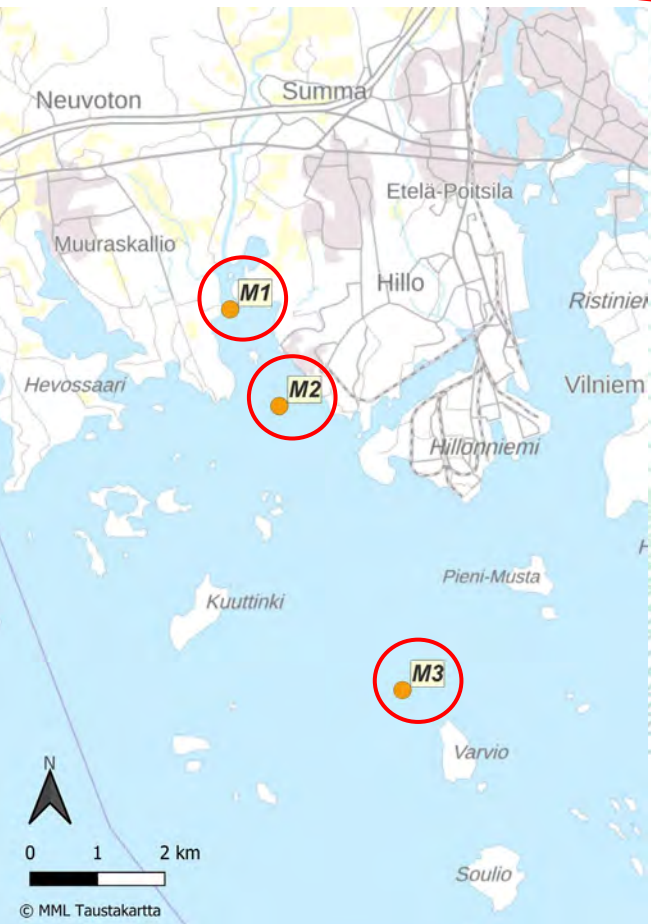 Neuvoton
Summa
Etelä-Poitsila
Muuraskallio
M1
Hillo
Ristinier
Hevossaari
M2
Vilniem
Hillonniemi
H
Pieni-Musta
Kuuttinki
M3
Varvio
N
0 1 2 km
Soulio
© MML Taustakartta